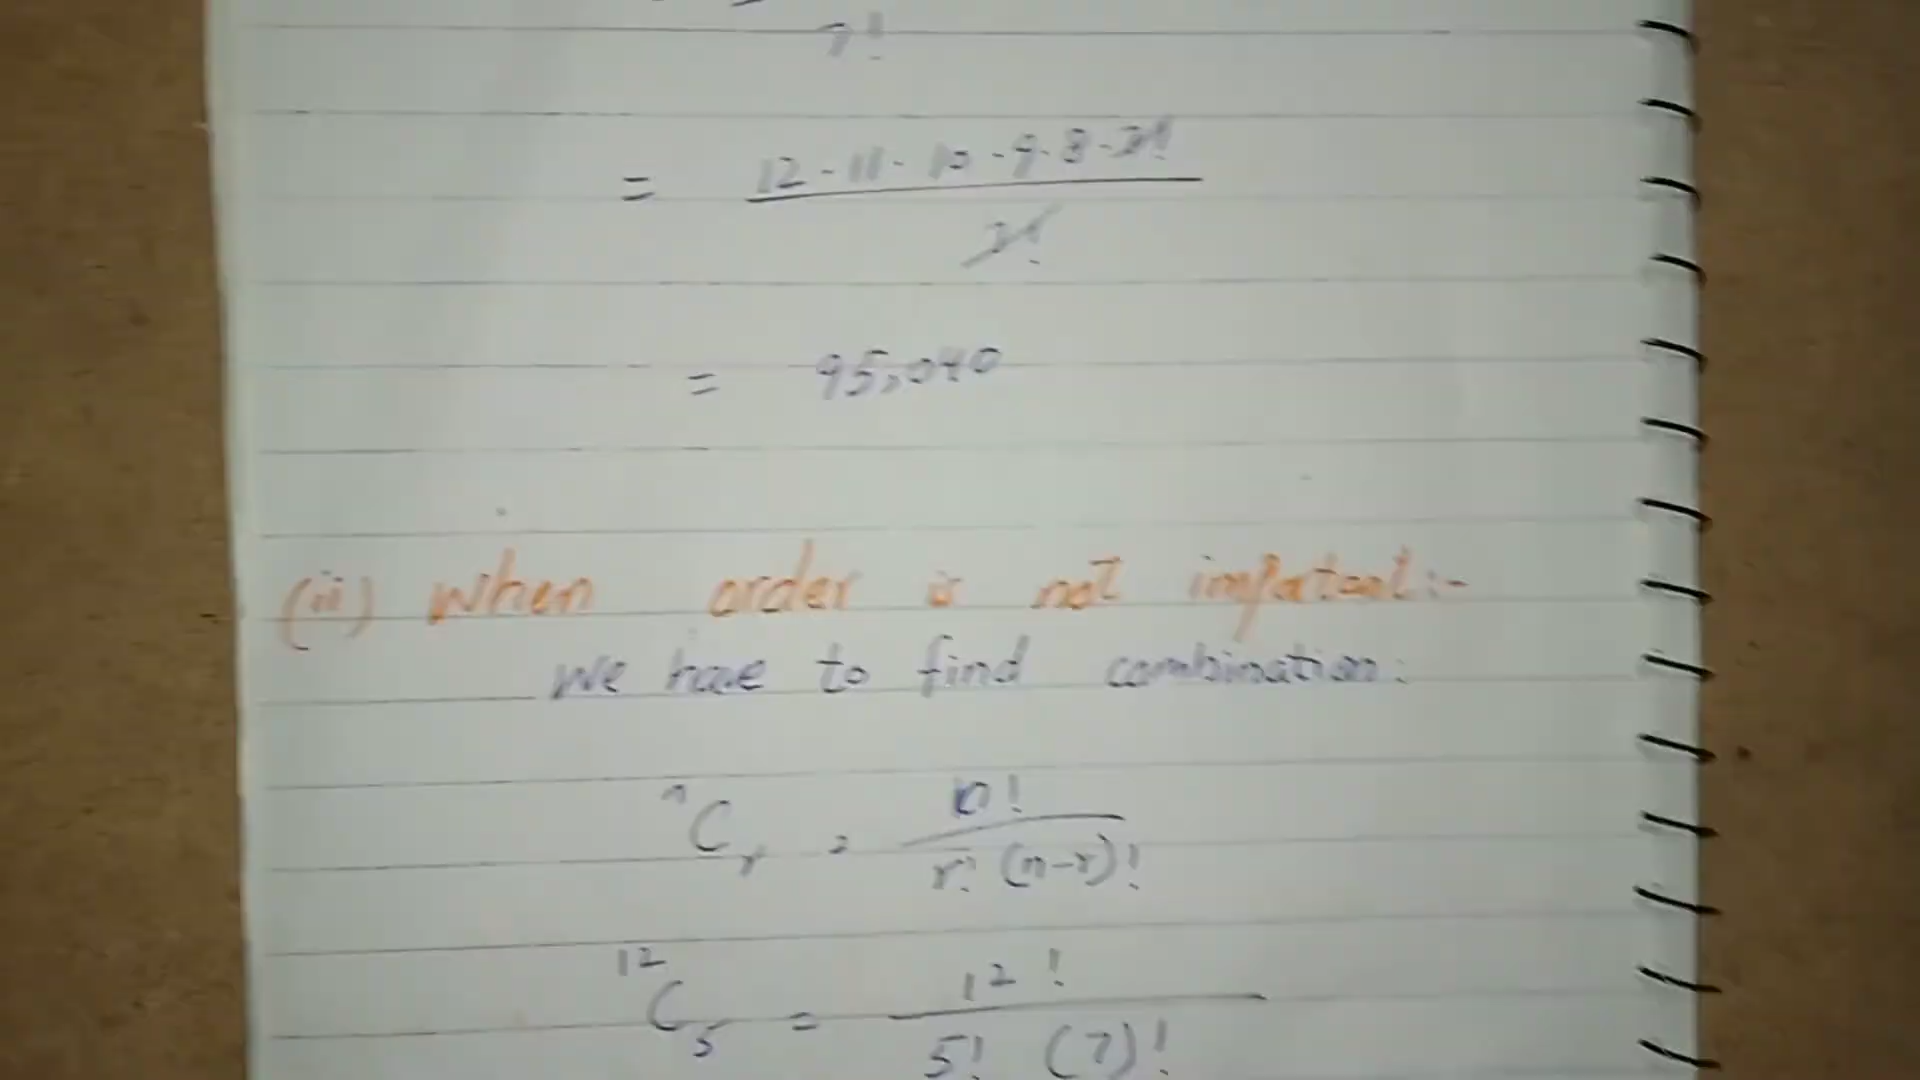 7!
= 12 - 11 - 10 - 9 . 8 - 7! / 7!
= 95,040
(ii) When order is not important :-
We have to find combination:
nCr = n! / r! (n-r)!
12C5 = 12! / 5! (7)!